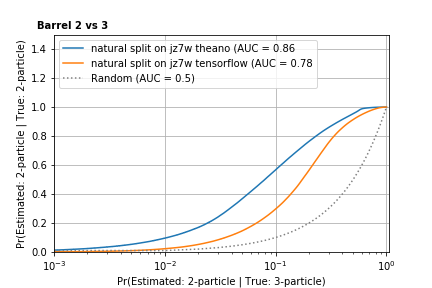 Barrel 2 vs 3
natural split on jz7w theano (AUC = 0.86
natural split on jz7w tensorflow (AUC = 0.78
Random (AUC = 0.5)
Pr(Estimated: 2-particle | True: 2-particle)
1.4
1.2
1.0
0.8
0.6
0.4
0.2
0.0
10⁻³ 10⁻² 10⁻¹ 10⁰
Pr(Estimated: 2-particle | True: 3-particle)